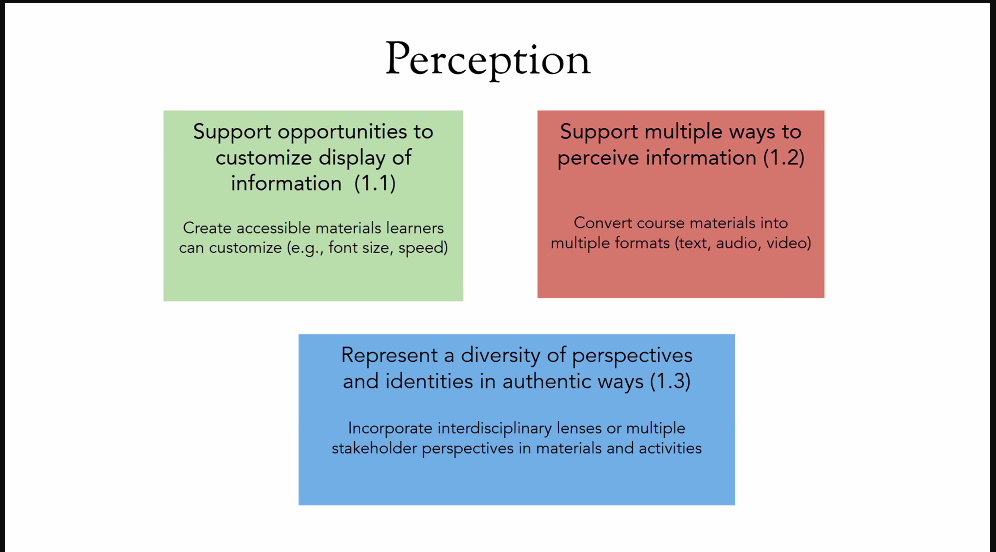 Perception
Support opportunities to
customize display of
information (1.1)
Create accessible materials learners
can customize (e.g., font size, speed)
Support multiple ways to
perceive information (1.2)
Convert course materials into
multiple formats (text, audio, video)
Represent a diversity of perspectives
and identities in authentic ways (1.3)
Incorporate interdisciplinary lenses or multiple
stakeholder perspectives in materials and activities